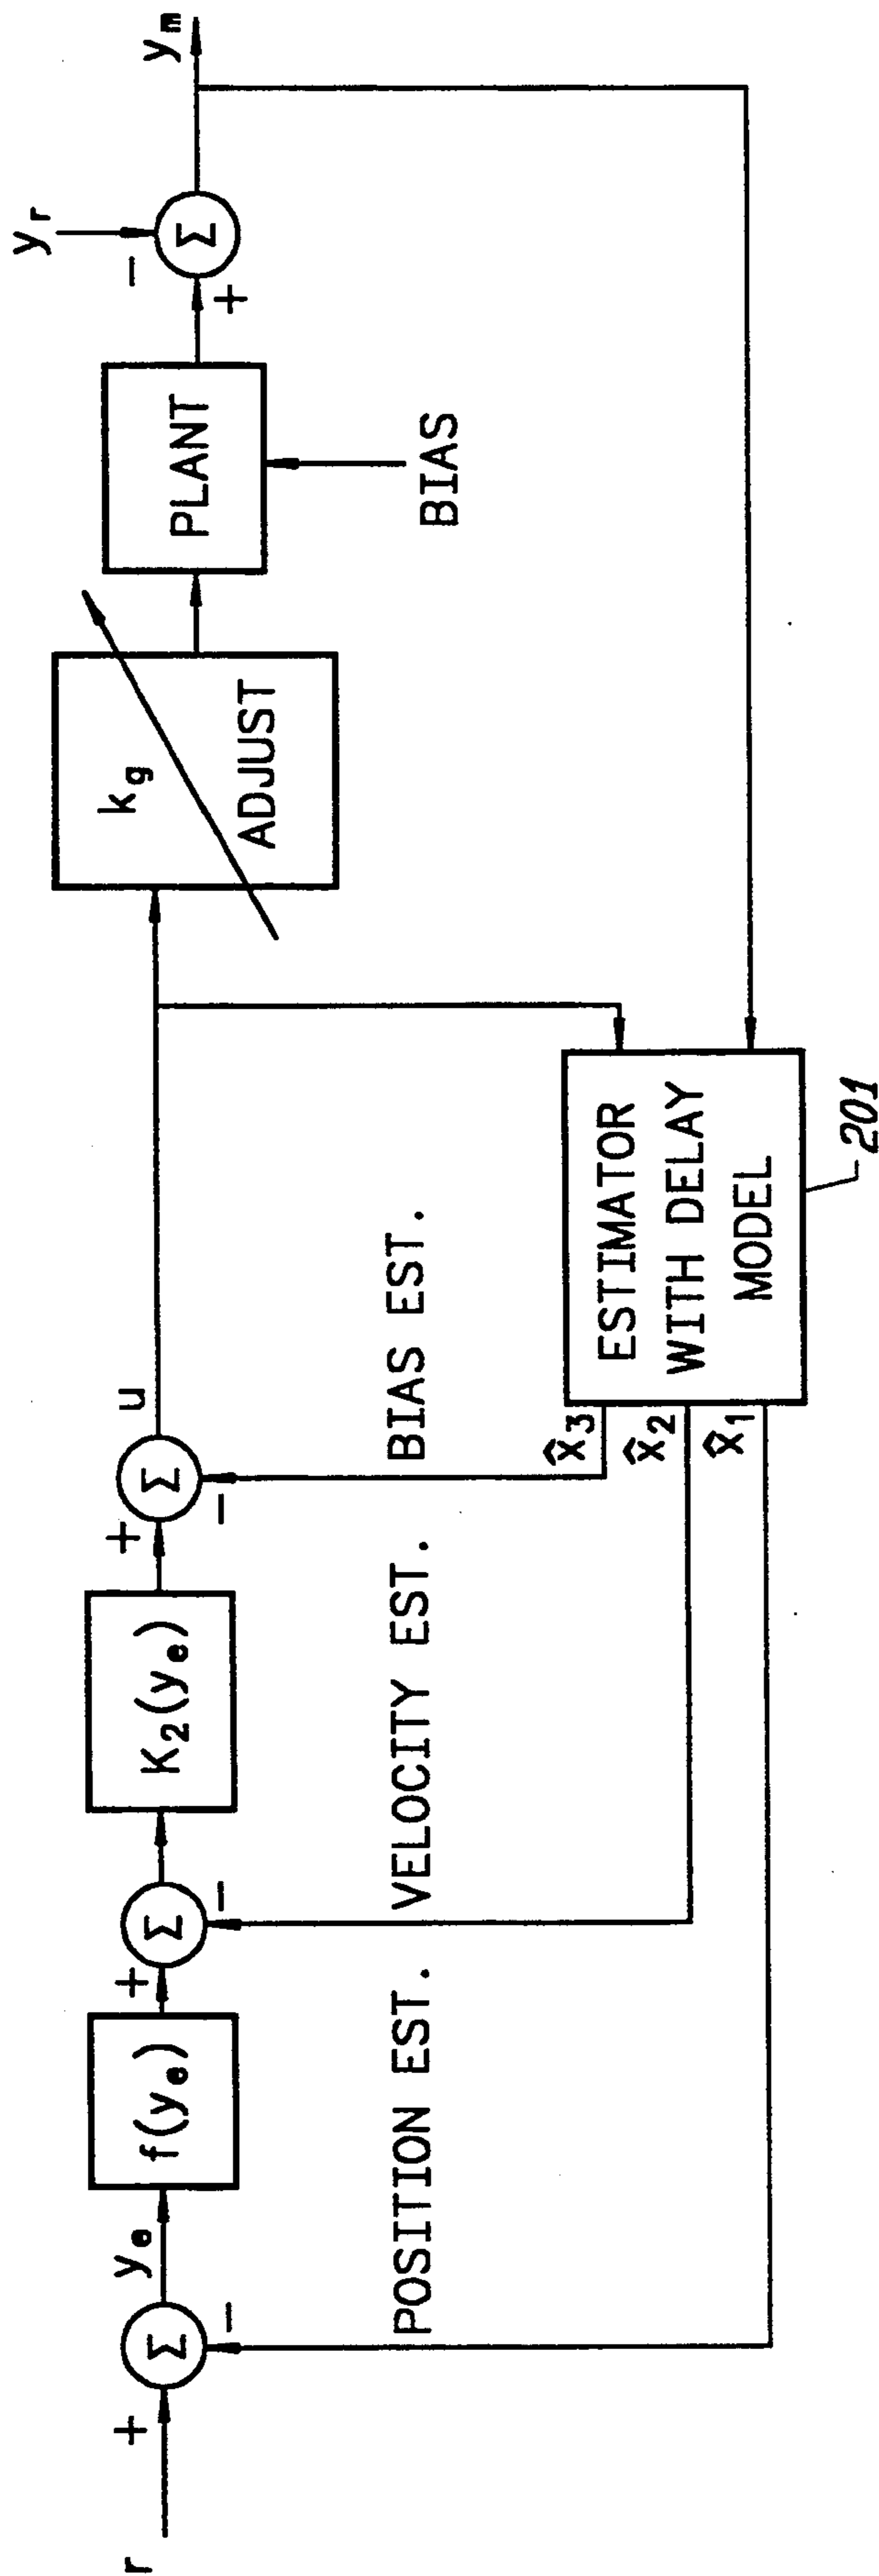 r
+
Σ
-
y_e
f(y_e)
+
Σ
-
K_2(y_e)
+
Σ
-
u
k_g
ADJUST
PLANT
BIAS
y_r
-
+
Σ
y_m
POSITION EST.
VELOCITY EST.
BIAS EST.
x̂_3
x̂_2
x̂_1
ESTIMATOR
WITH DELAY
MODEL
201